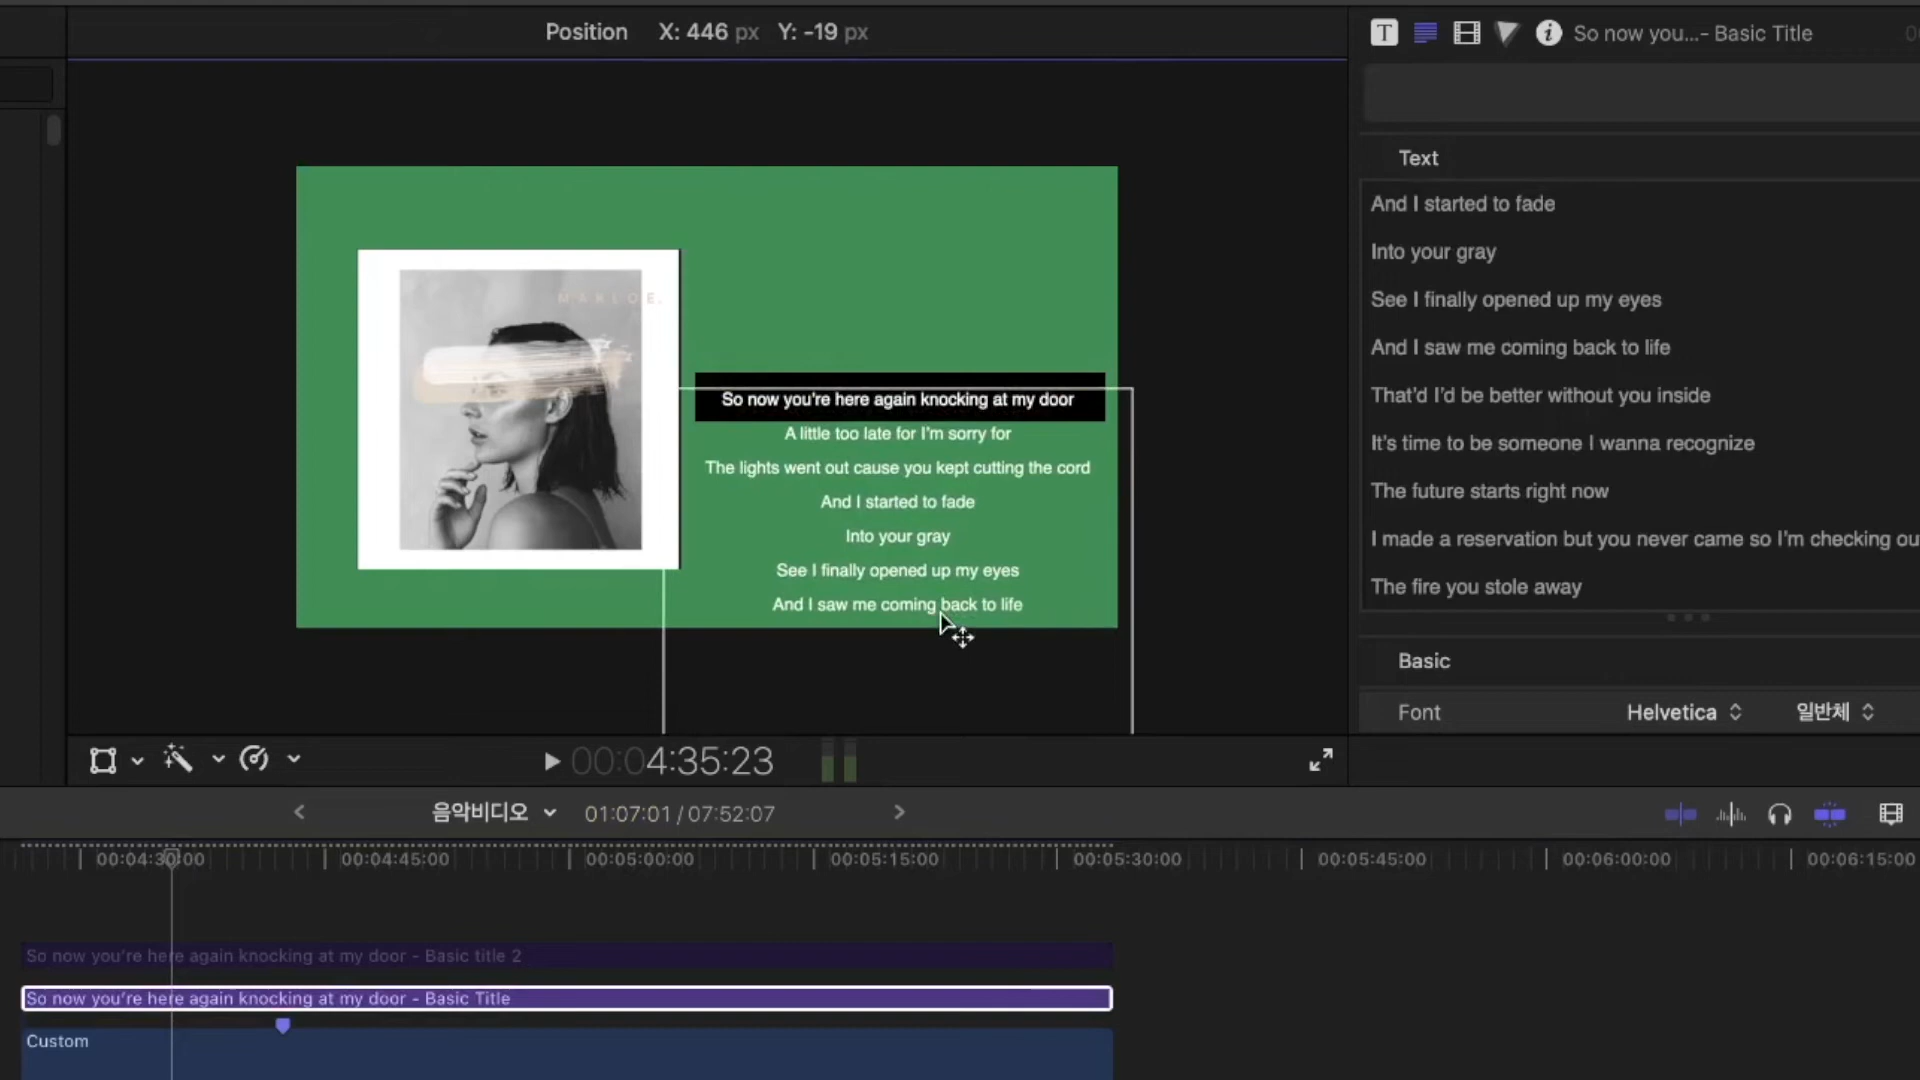 Position X: 446 px Y: -19 px
T i So now you...- Basic Title
Text
And I started to fade
Into your gray
See I finally opened up my eyes
And I saw me coming back to life
That'd I'd be better without you inside
It's time to be someone I wanna recognize
The future starts right now
I made a reservation but you never came so I'm checking ou
The fire you stole away
Basic
Font Helvetica 일반체
MARLOE.
So now you're here again knocking at my door
A little too late for I'm sorry for
The lights went out cause you kept cutting the cord
And I started to fade
Into your gray
See I finally opened up my eyes
And I saw me coming back to life
00:04:35:23
음악비디오 01:07:01 / 07:52:07
00:04:30:00 00:04:45:00 00:05:00:00 00:05:15:00 00:05:30:00 00:05:45:00 00:06:00:00 00:06:15:00
So now you're here again knocking at my door - Basic title 2
So now you're here again knocking at my door - Basic Title
Custom